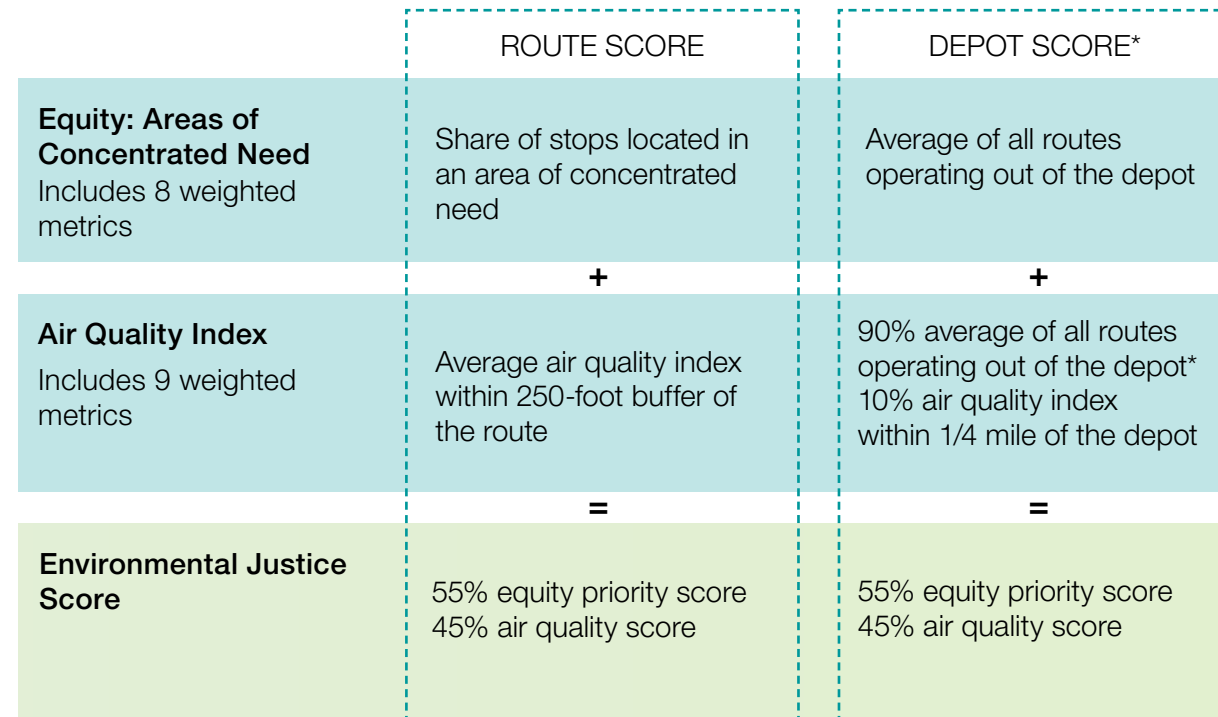 ROUTE SCORE
DEPOT SCORE*
Equity: Areas of
Concentrated Need
Includes 8 weighted
metrics
Share of stops located in
an area of concentrated
need
Average of all routes
operating out of the depot
+
+
Air Quality Index
Includes 9 weighted
metrics
Average air quality index
within 250-foot buffer of
the route
90% average of all routes
operating out of the depot*
10% air quality index
within 1/4 mile of the depot
=
=
Environmental Justice
Score
55% equity priority score
45% air quality score
55% equity priority score
45% air quality score